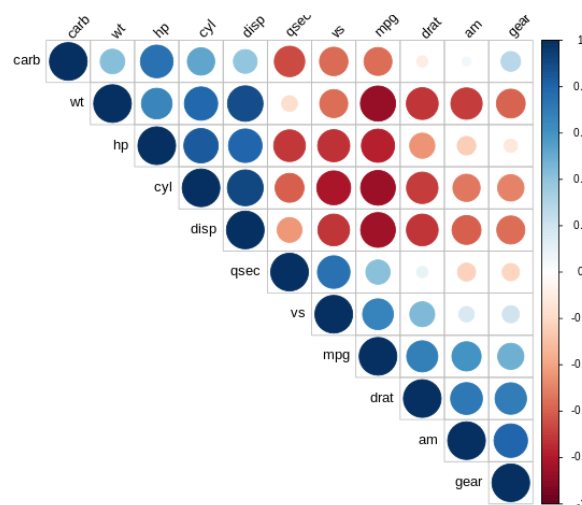 carb wt hp cyl disp qsec vs mpg drat am gear
carb
wt
hp
cyl
disp
qsec
vs
mpg
drat
am
gear
1
0